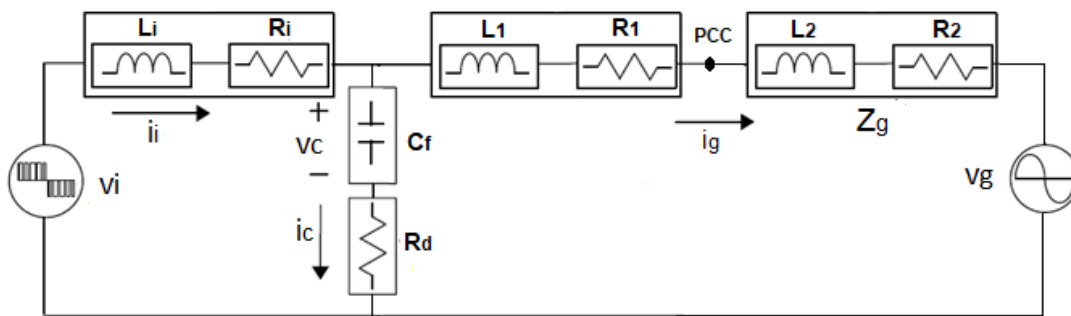 Li Ri L1 R1 PCC L2 R2
ii + vc − Cf ig Zg
vi ic Rd vg